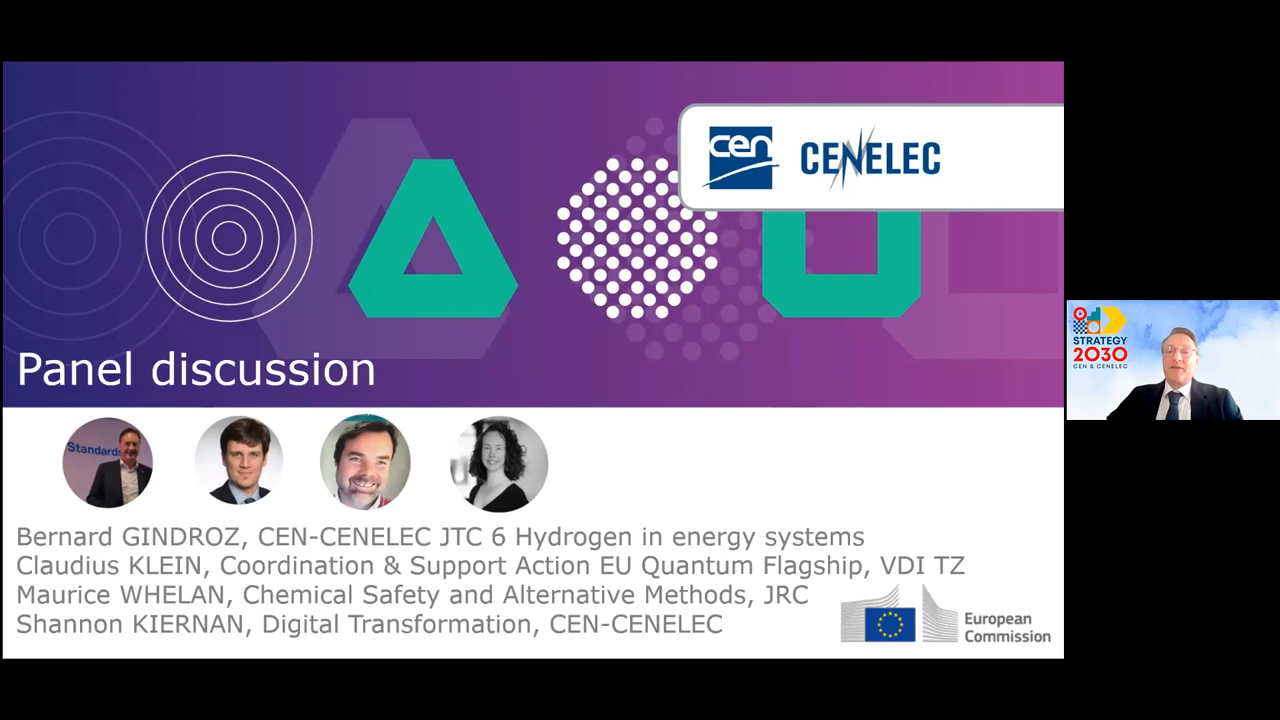 cen
CENELEC
Panel discussion
Standards
Bernard GINDROZ, CEN-CENELEC JTC 6 Hydrogen in energy systems
Claudius KLEIN, Coordination & Support Action EU Quantum Flagship, VDI TZ
Maurice WHELAN, Chemical Safety and Alternative Methods, JRC
Shannon KIERNAN, Digital Transformation, CEN-CENELEC
European
Commission
STRATEGY
2030
CEN & CENELEC